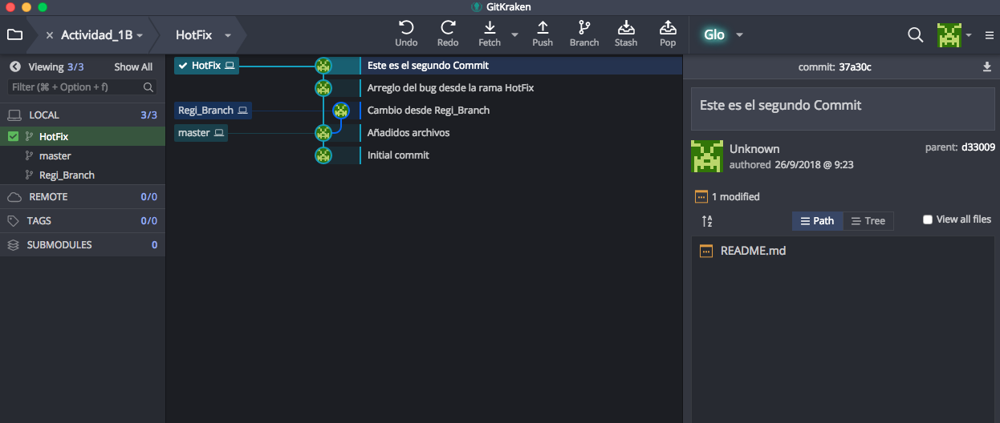 GitKraken
Actividad_1B
HotFix
Undo
Redo
Fetch
Push
Branch
Stash
Pop
Glo
Viewing 3/3
Show All
Filter (⌘ + Option + f)
LOCAL 3/3
HotFix
master
Regi_Branch
REMOTE 0/0
TAGS 0/0
SUBMODULES 0
HotFix Este es el segundo Commit
Arreglo del bug desde la rama HotFix
Regi_Branch Cambio desde Regi_Branch
master Añadidos archivos
Initial commit
commit: 37a30c
Este es el segundo Commit
Unknown
parent: d33009
authored 26/9/2018 @ 9:23
1 modified
A
Z
Path
Tree
View all files
README.md